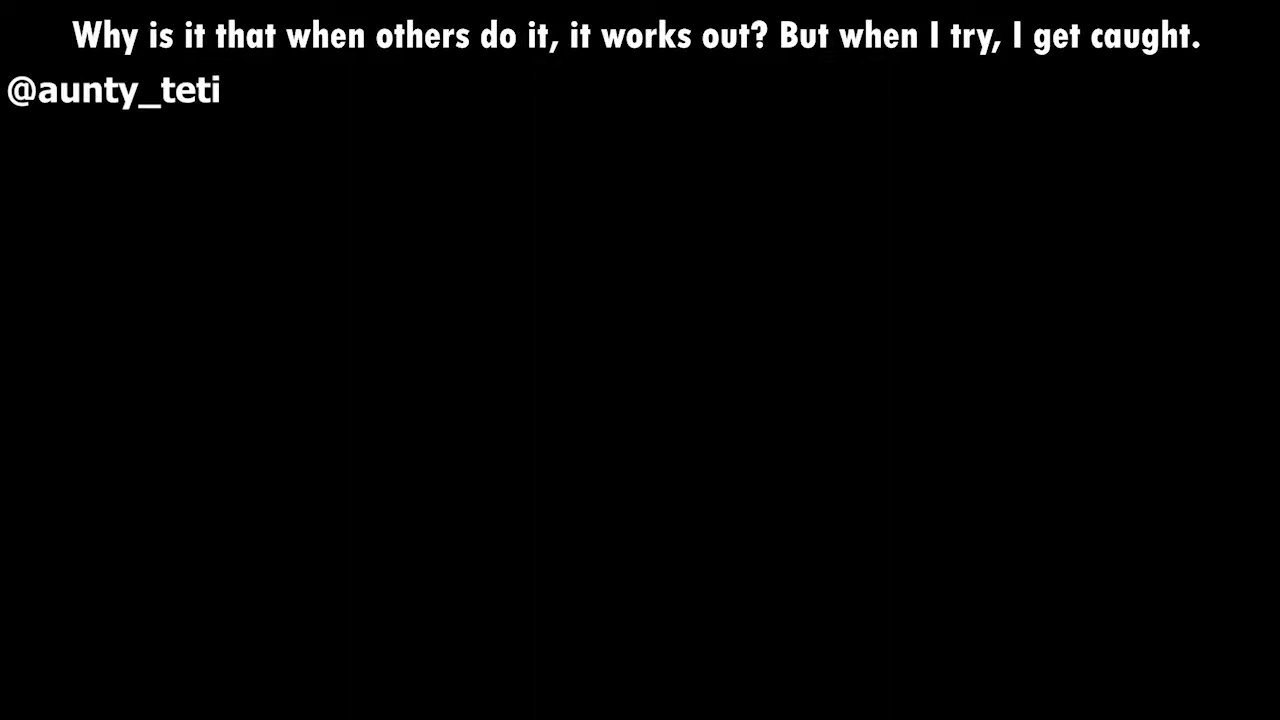 Why is it that when others do it, it works out? But when I try, I get caught.
@aunty_teti